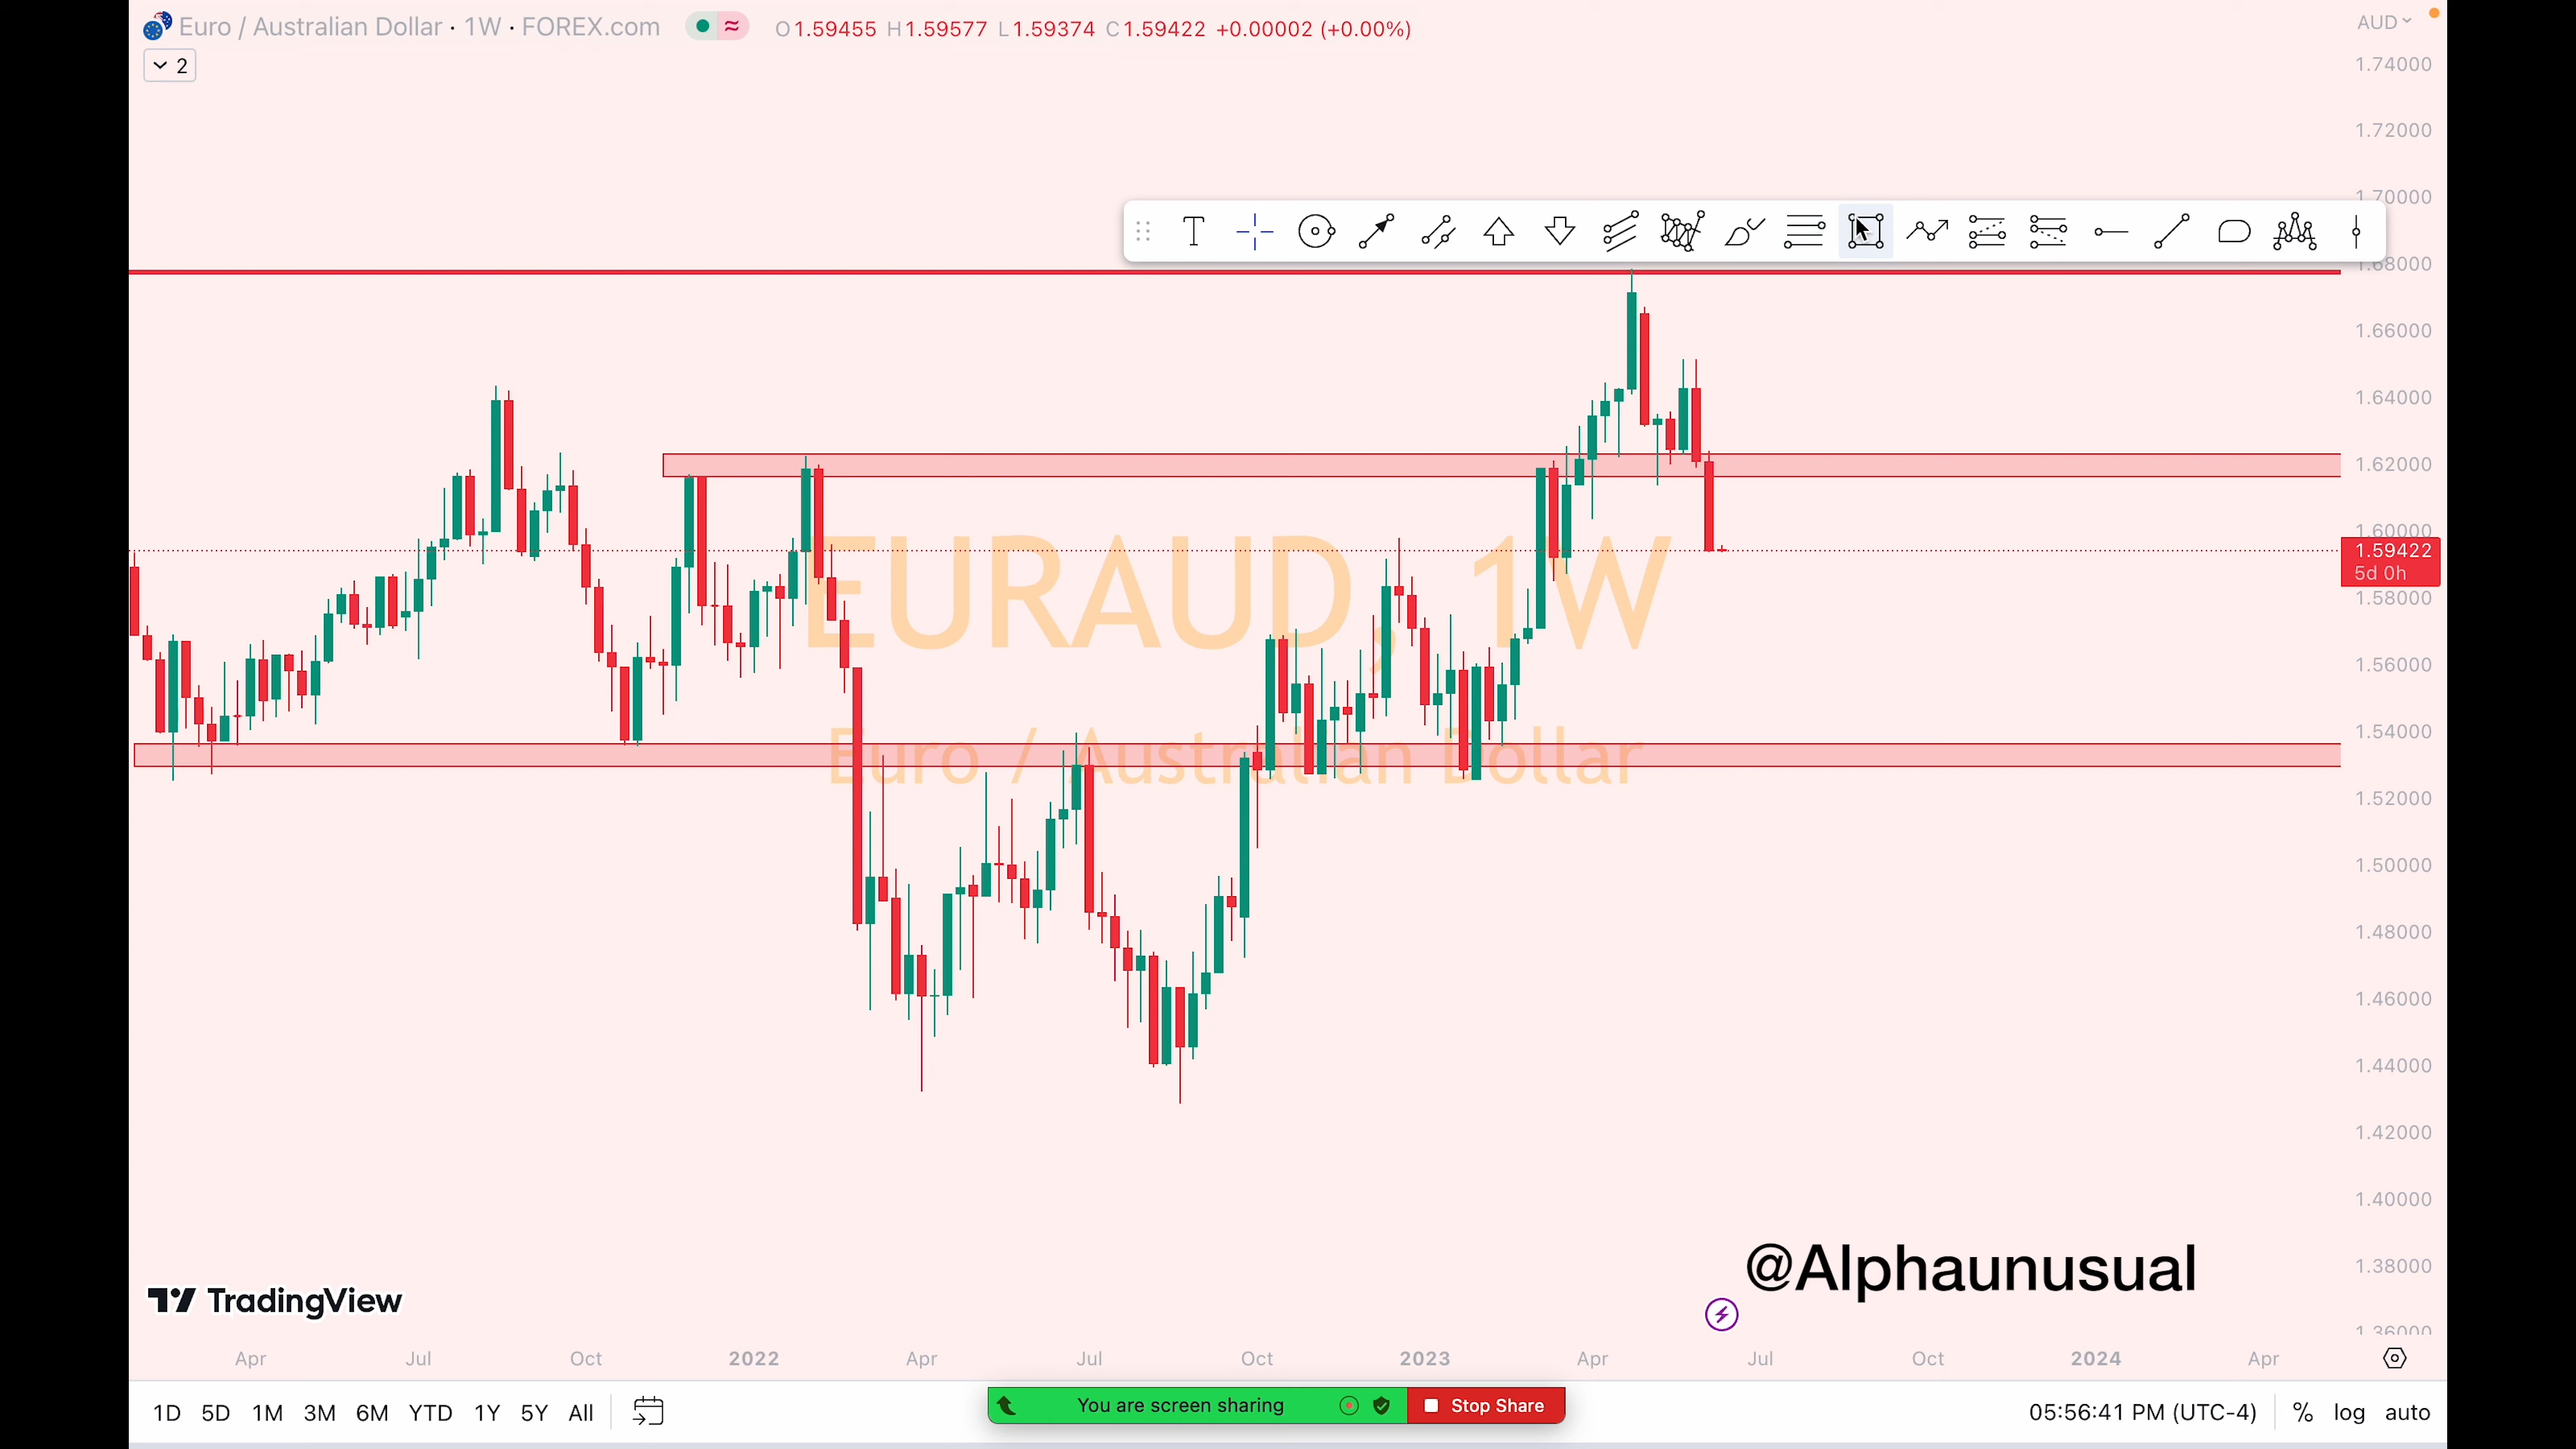 Euro / Australian Dollar · 1W · FOREX.com O1.59455 H1.59577 L1.59374 C1.59422 +0.00002 (+0.00%)
AUD
2
1.74000
1.72000
1.70000
T
1.68000
1.66000
1.64000
1.62000
1.60000
1.59422
5d 0h
1.58000
EURAUD, 1W
1.56000
1.54000
Euro / Australian Dollar
1.52000
1.50000
1.48000
1.46000
1.44000
1.42000
1.40000
@Alphaunusual
1.38000
TradingView
1.36000
Apr Jul Oct 2022 Apr Jul Oct 2023 Apr Jul Oct 2024 Apr
1D 5D 1M 3M 6M YTD 1Y 5Y All
You are screen sharing Stop Share
05:56:41 PM (UTC-4) % log auto